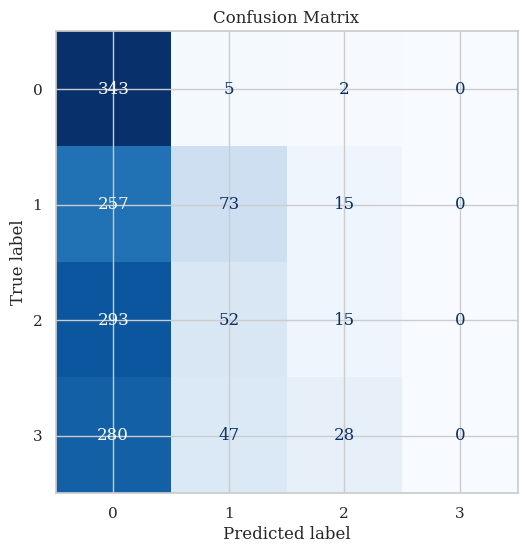 Confusion Matrix
0 343 5 2 0
1 257 73 15 0
2 293 52 15 0
3 280 47 28 0
0 1 2 3
True label
Predicted label